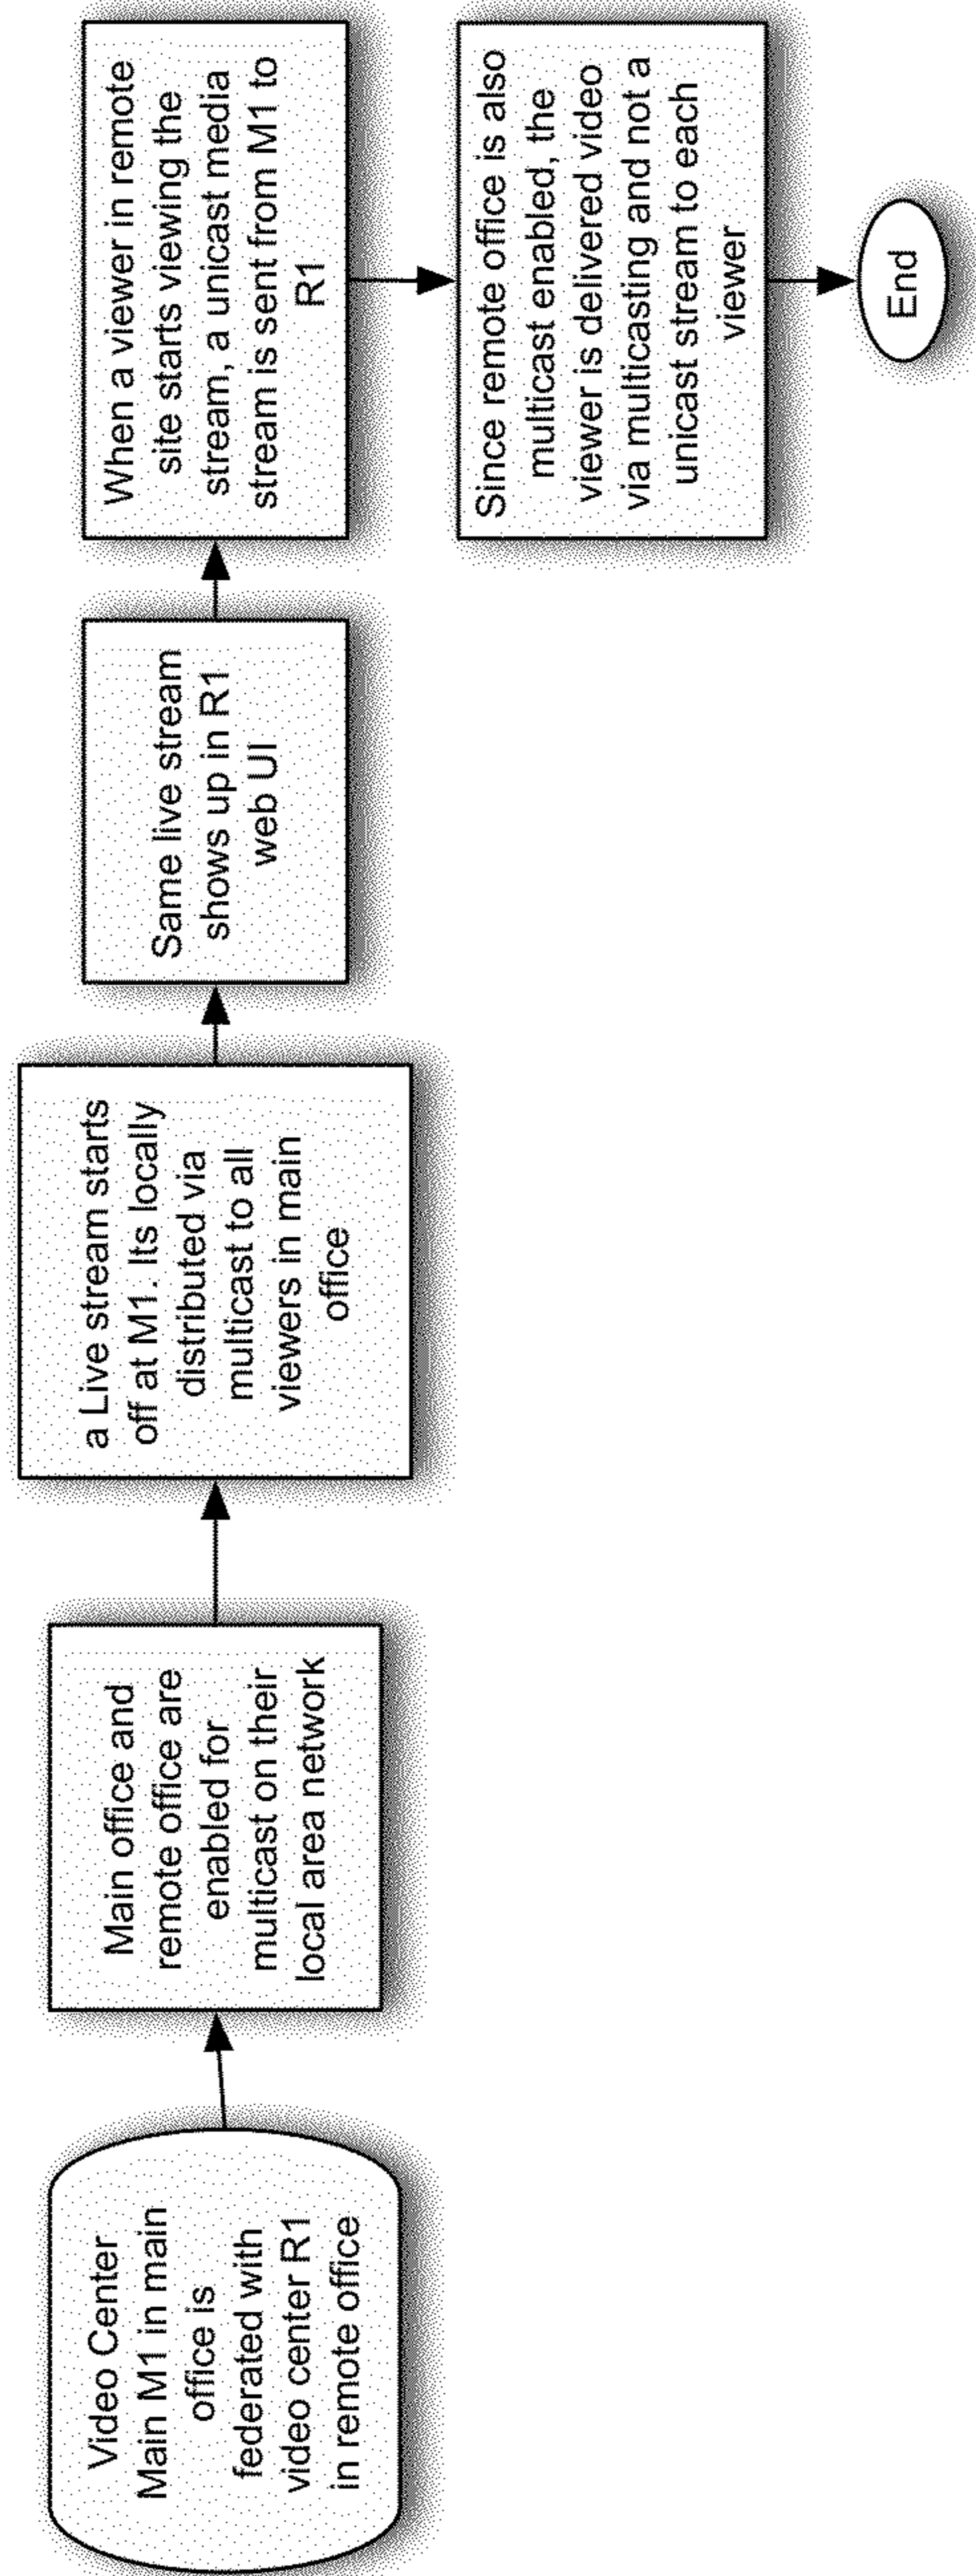 Video Center
Main M1 in main
office is
federated with
video center R1
in remote office
Main office and
remote office are
enabled for
multicast on their
local area network
a Live stream starts
off at M1. Its locally
distributed via
multicast to all
viewers in main
office
Same live stream
shows up in R1
web UI
When a viewer in remote
site starts viewing the
stream, a unicast media
stream is sent from M1 to
R1
Since remote office is also
multicast enabled, the
viewer is delivered video
via multicasting and not a
unicast stream to each
viewer
End